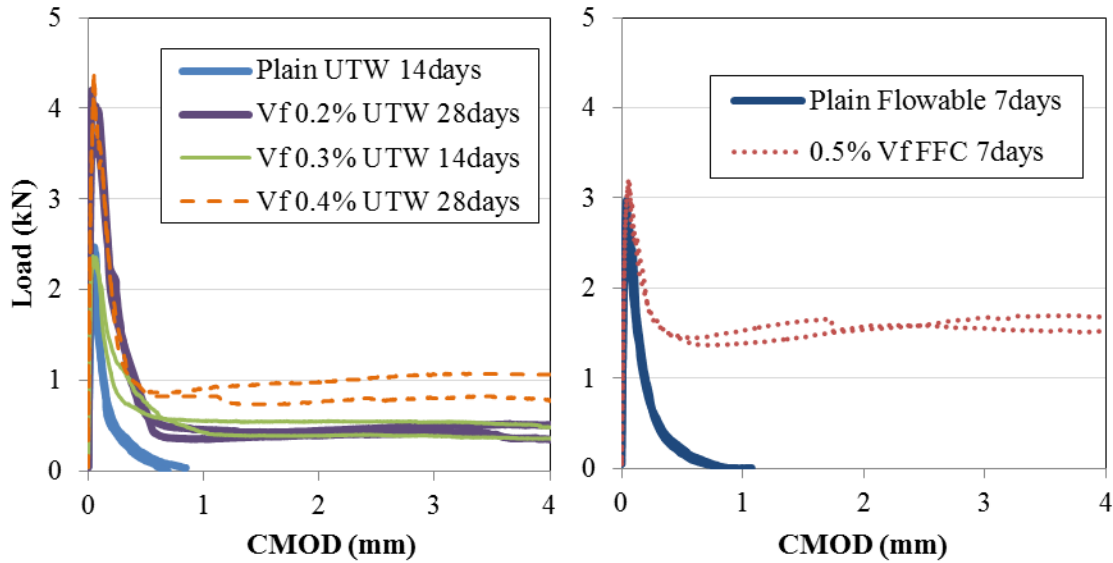 5
4
3
2
1
0
Load (kN)
Plain UTW 14days
Vf 0.2% UTW 28days
Vf 0.3% UTW 14days
Vf 0.4% UTW 28days
0 1 2 3 4
CMOD (mm)
5
4
3
2
1
0
Plain Flowable 7days
0.5% Vf FFC 7days
0 1 2 3 4
CMOD (mm)